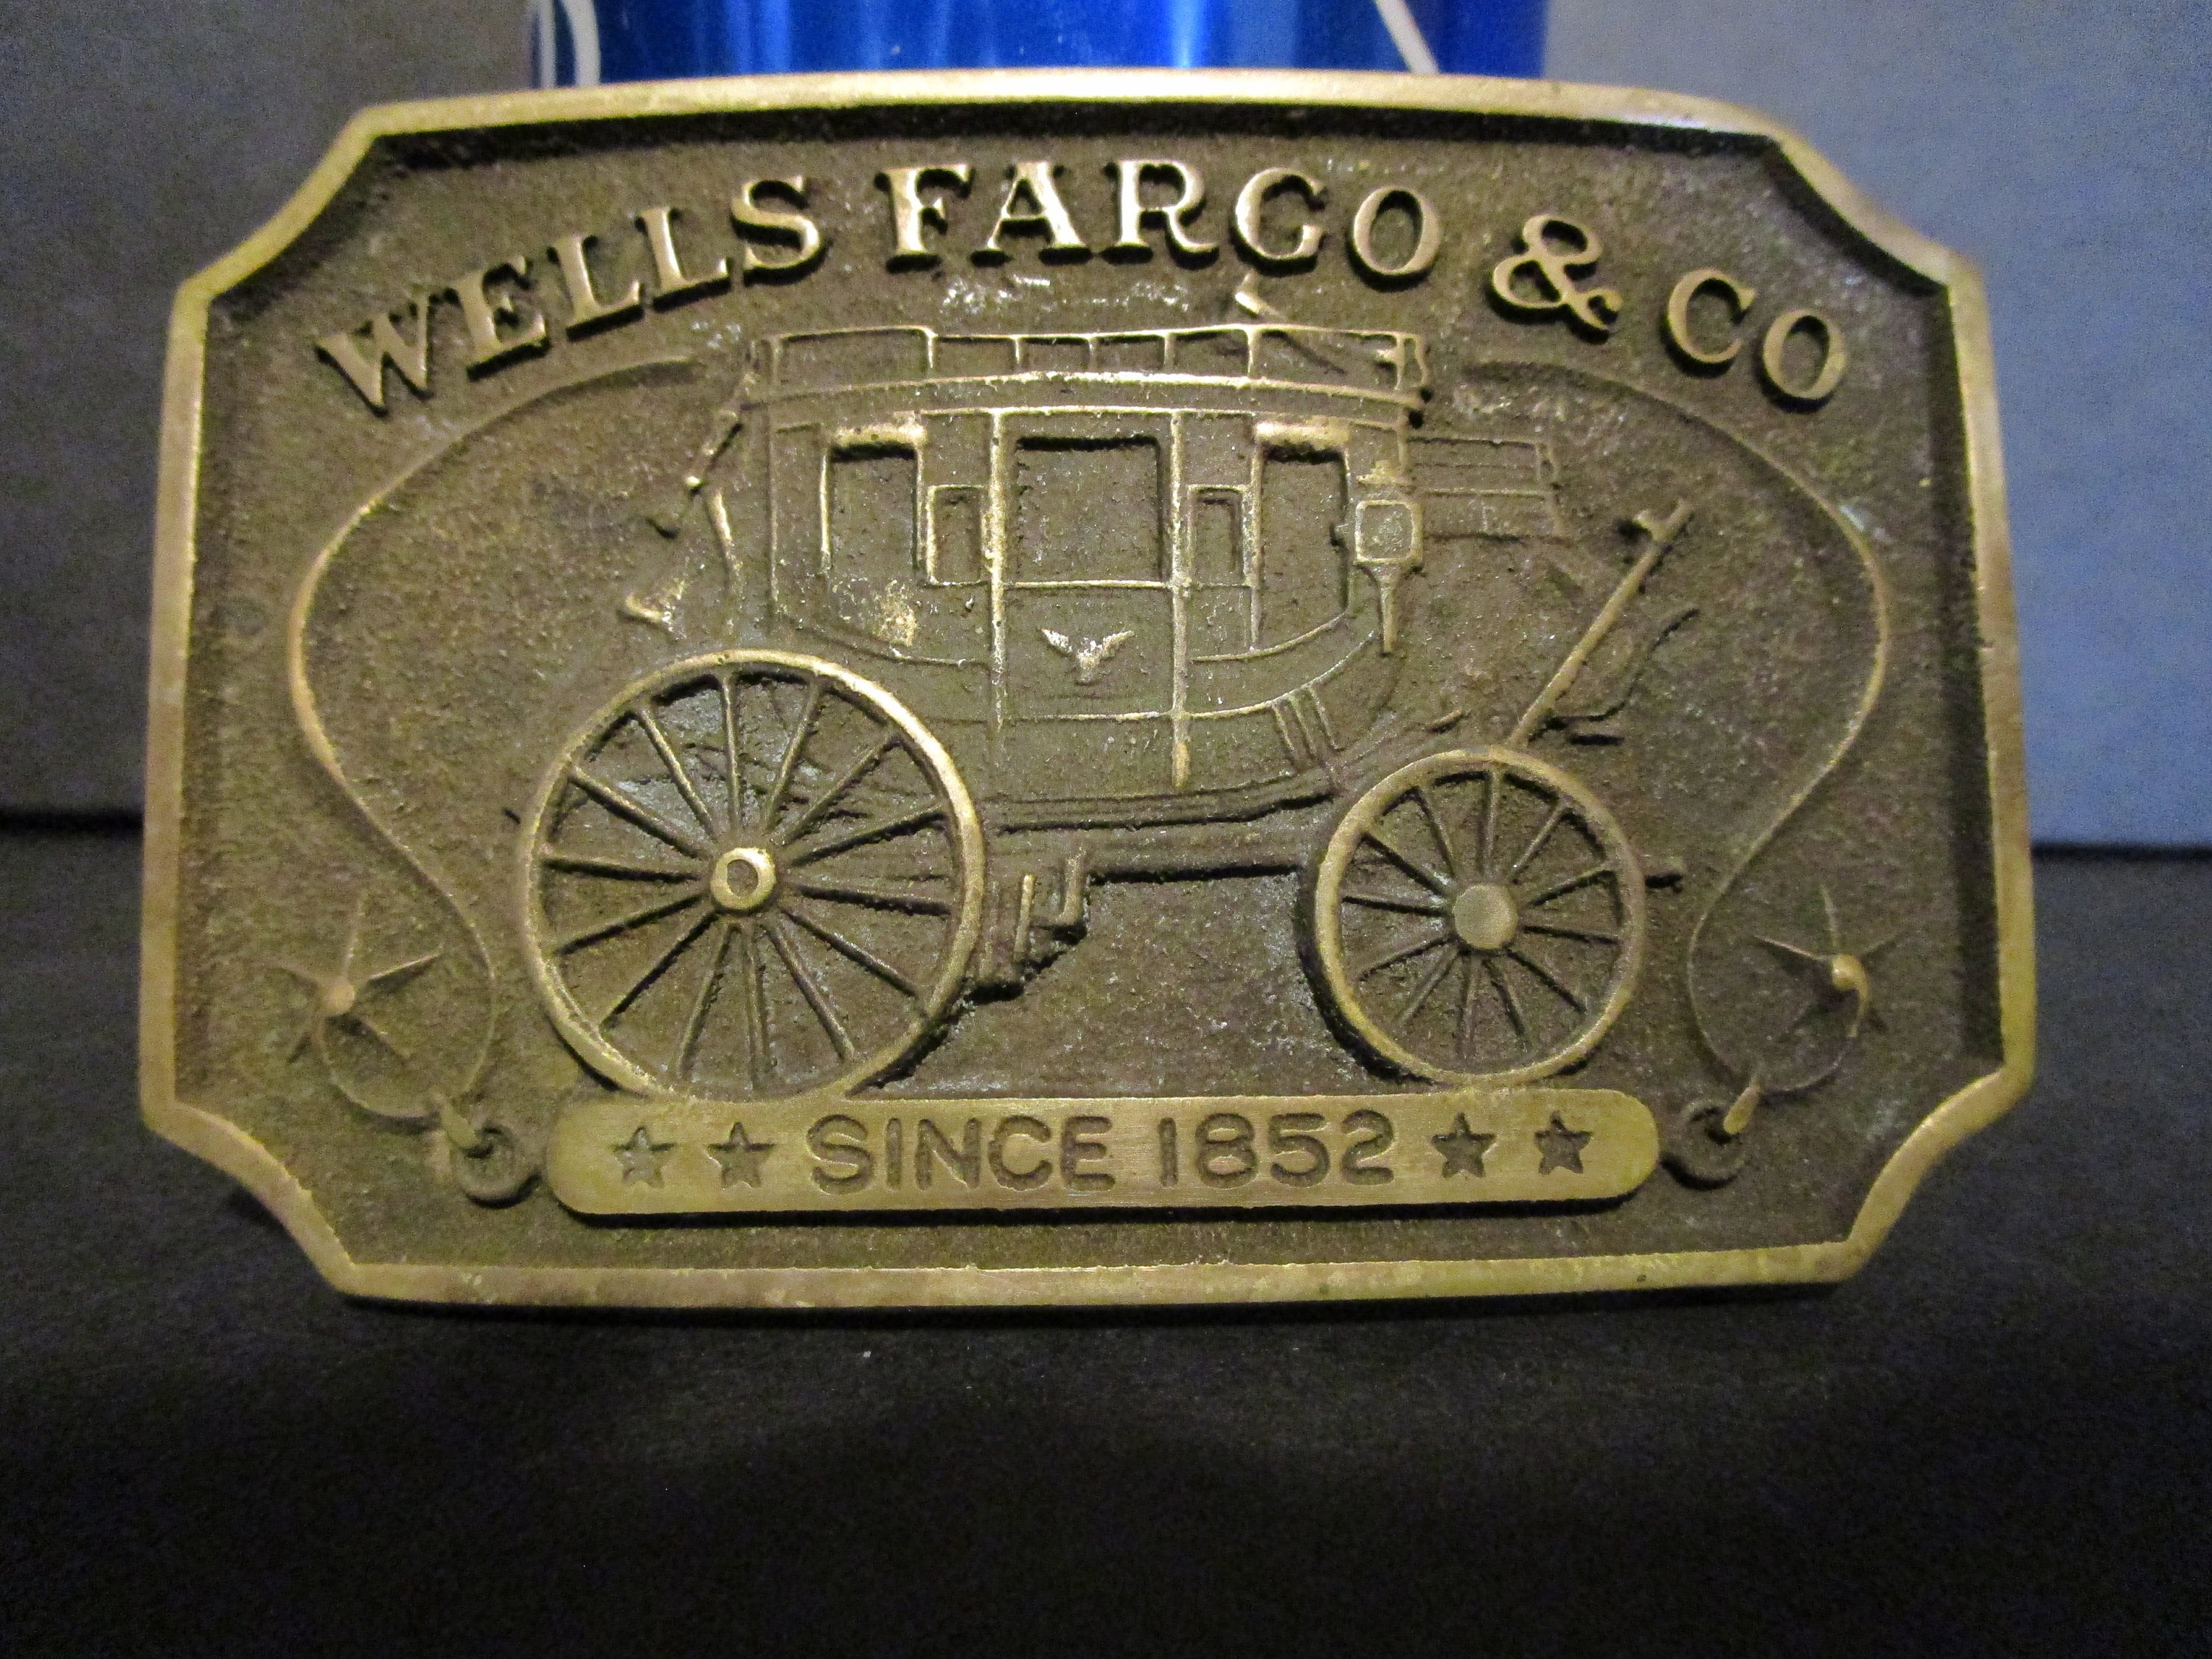 WELLS FARGO & CO
SINCE 1852